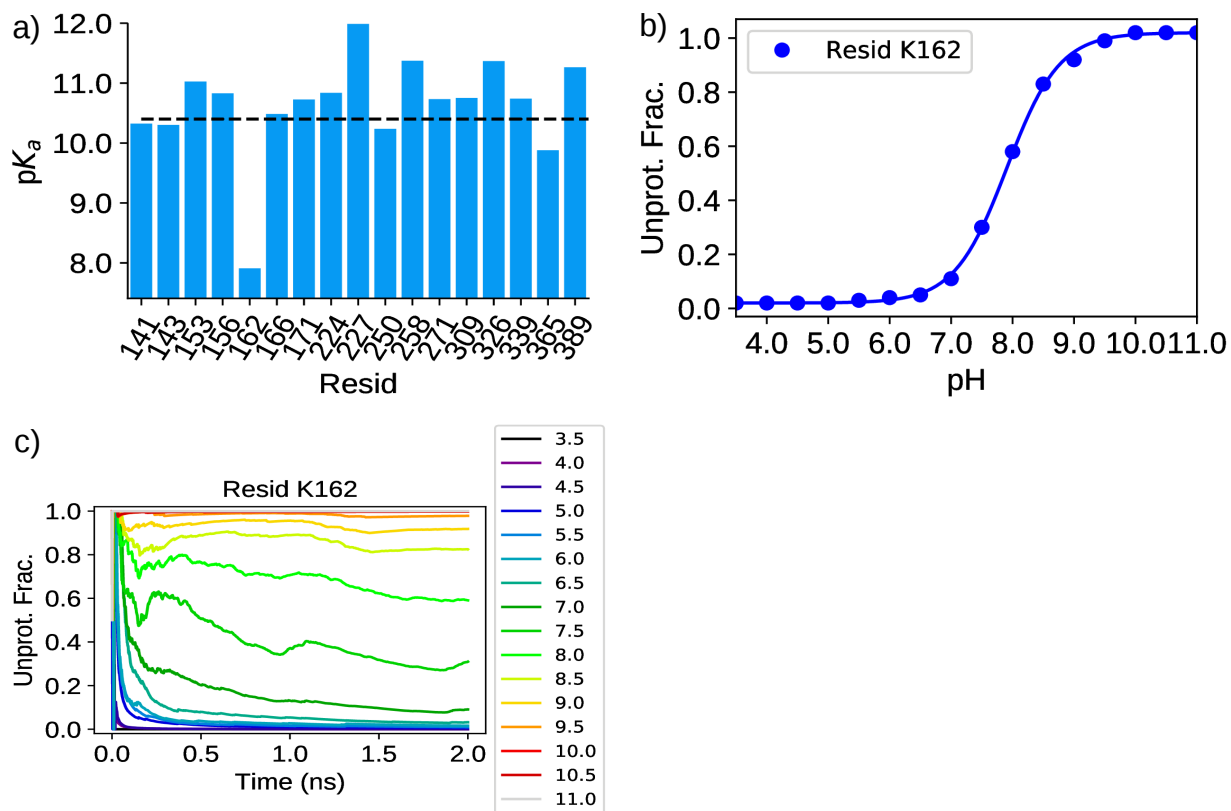 a)
12.0
11.0
10.0
9.0
8.0
pKa
141 143 153 156 162 166 171 224 227 250 258 271 309 326 339 365 389
Resid
b)
Resid K162
1.0
0.8
0.6
0.4
0.2
0.0
Unprot. Frac.
4.0 5.0 6.0 7.0 8.0 9.0 10.0 11.0
pH
c)
Resid K162
1.0
0.8
0.6
0.4
0.2
0.0
Unprot. Frac.
0.0 0.5 1.0 1.5 2.0
Time (ns)
3.5
4.0
4.5
5.0
5.5
6.0
6.5
7.0
7.5
8.0
8.5
9.0
9.5
10.0
10.5
11.0